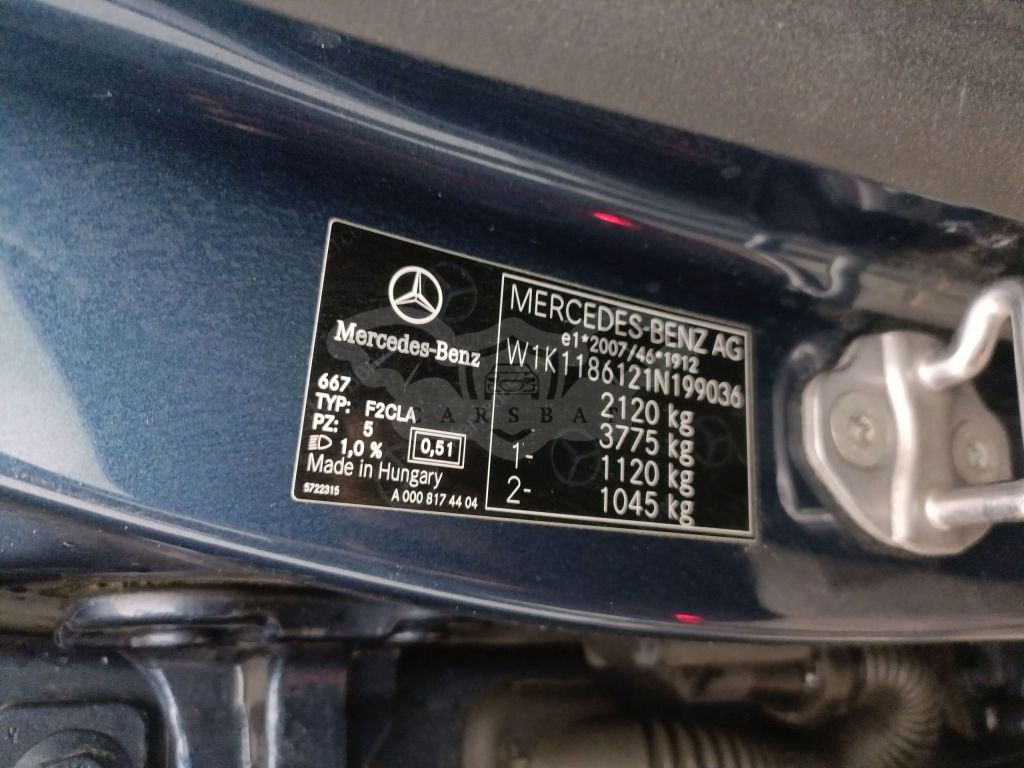 Mercedes-Benz
667
TYP: F2CLA
PZ: 5
1,0 % 0,51
Made in Hungary
5722315 A 000 817 44 04
MERCEDES-BENZ AG
e1*2007/46*1912
W1K1186121N199036
2120 kg
3775 kg
1- 1120 kg
2- 1045 kg